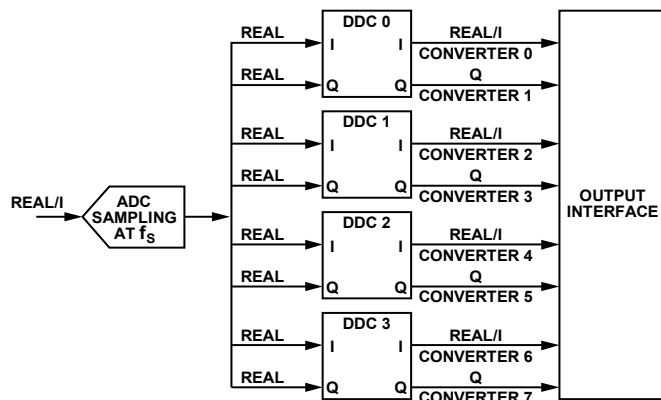 REAL/I
ADC
SAMPLING
AT fS
REAL
REAL
DDC 0
I I
Q Q
REAL/I
CONVERTER 0
Q
CONVERTER 1
REAL
REAL
DDC 1
I I
Q Q
REAL/I
CONVERTER 2
Q
CONVERTER 3
REAL
REAL
DDC 2
I I
Q Q
REAL/I
CONVERTER 4
Q
CONVERTER 5
REAL
REAL
DDC 3
I I
Q Q
REAL/I
CONVERTER 6
Q
CONVERTER 7
OUTPUT
INTERFACE